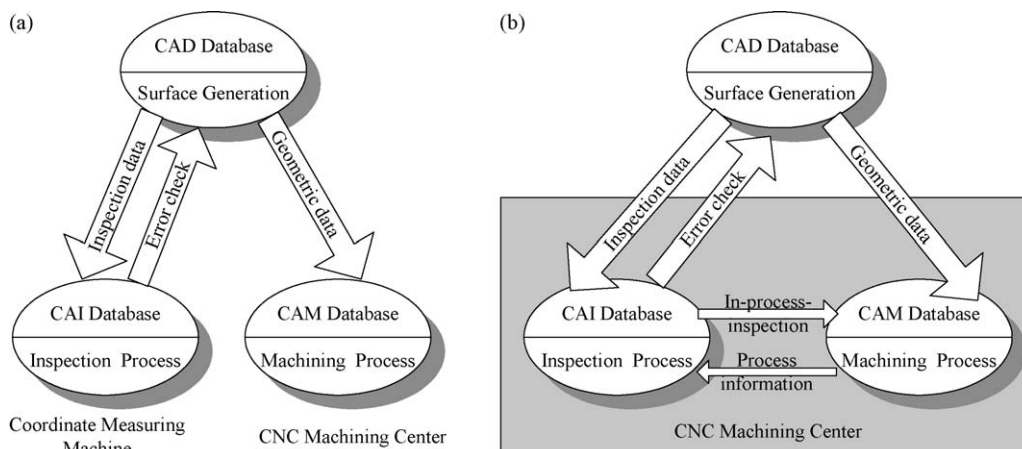 (a)
CAD Database
Surface Generation
Inspection data
Error check
Geometric data
CAI Database
Inspection Process
CAM Database
Machining Process
Coordinate Measuring
Machine
CNC Machining Center
(b)
CAD Database
Surface Generation
Inspection data
Error check
Geometric data
CAI Database
Inspection Process
In-process-
inspection
Process
information
CAM Database
Machining Process
CNC Machining Center